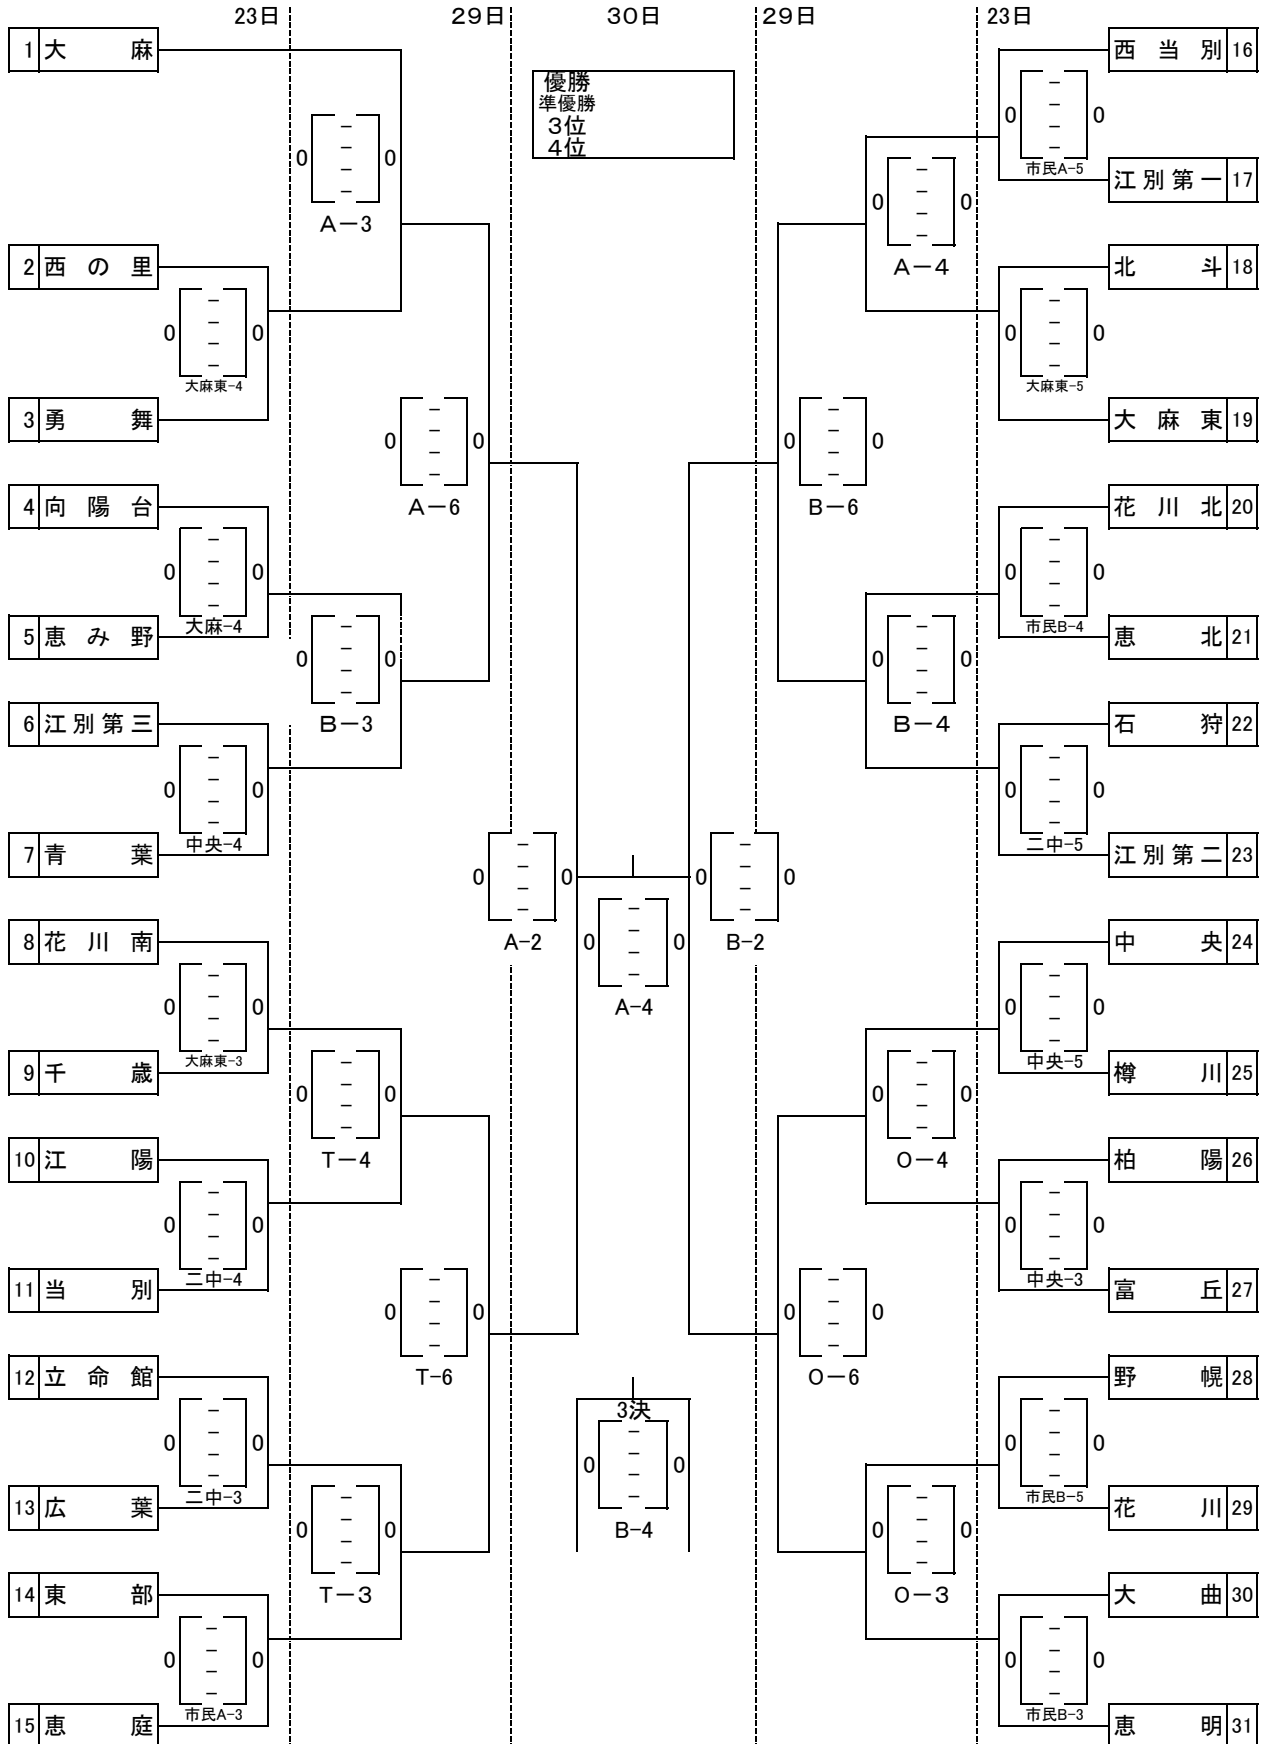 23日 29日 30日 29日 23日
1 大麻
西当別 16
優勝
準優勝
3位
4位
0 － － － － 0
A－3
0 － － － － 0
市民A-5
江別第一 17
0 － － － － 0
A－4
2 西の里
北斗 18
0 － － － － 0
大麻東-4
0 － － － － 0
大麻東-5
3 勇舞
大麻東 19
0 － － － － 0
A－6
0 － － － － 0
B－6
4 向陽台
花川北 20
0 － － － － 0
大麻-4
0 － － － － 0
市民B-4
5 恵み野
恵北 21
0 － － － － 0
B－3
0 － － － － 0
B－4
6 江別第三
石狩 22
0 － － － － 0
中央-4
0 － － － － 0
二中-5
7 青葉
江別第二 23
0 － － － － 0
A-2
0 － － － － 0
B-2
0 － － － － 0
A-4
8 花川南
中央 24
0 － － － － 0
大麻東-3
0 － － － － 0
中央-5
9 千歳
樽川 25
0 － － － － 0
T－4
0 － － － － 0
O－4
10 江陽
柏陽 26
0 － － － － 0
二中-4
0 － － － － 0
中央-3
11 当別
富丘 27
0 － － － － 0
T-6
0 － － － － 0
O－6
12 立命館
野幌 28
3決
0 － － － － 0
B-4
0 － － － － 0
二中-3
0 － － － － 0
市民B-5
13 広葉
花川 29
0 － － － － 0
T－3
0 － － － － 0
O－3
14 東部
大曲 30
0 － － － － 0
市民A-3
0 － － － － 0
市民B-3
15 恵庭
恵明 31